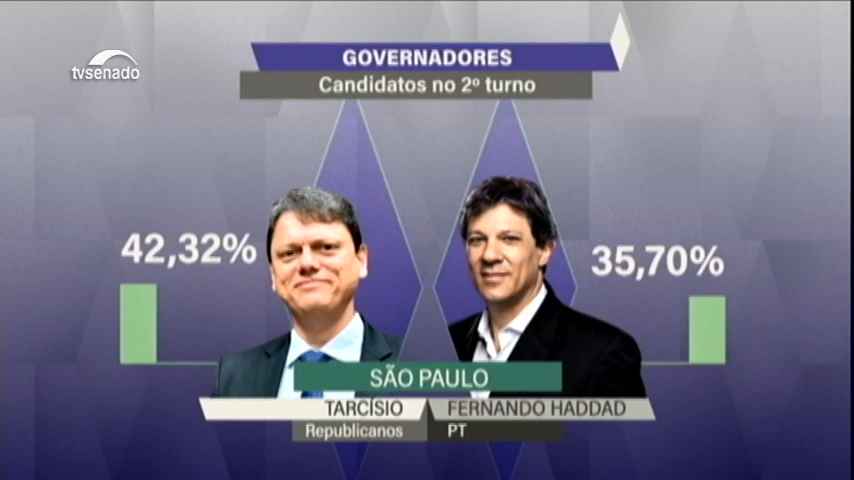 tvsenado
GOVERNADORES
Candidatos no 2º turno
42,32%
35,70%
SÃO PAULO
TARCÍSIO
FERNANDO HADDAD
Republicanos
PT